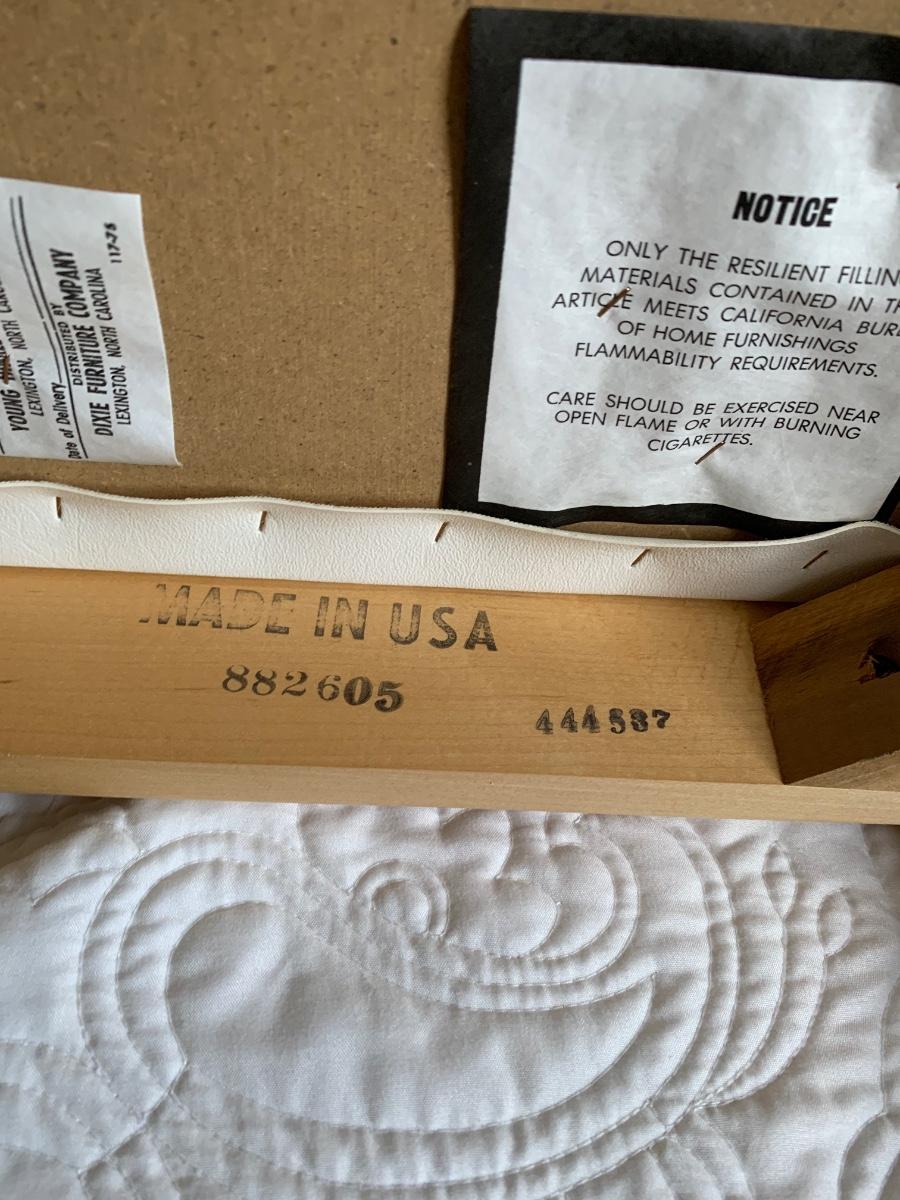 YOUNG
LEXINGTON, NORTH
Date of Delivery
DISTRIBUTED BY
DIXIE FURNITURE COMPANY
LEXINGTON, NORTH CAROLINA
117-75
NOTICE
ONLY THE RESILIENT FILLIN
MATERIALS CONTAINED IN TH
ARTICLE MEETS CALIFORNIA BUR
OF HOME FURNISHINGS
FLAMMABILITY REQUIREMENTS.
CARE SHOULD BE EXERCISED NEAR
OPEN FLAME OR WITH BURNING
CIGARETTES.
MADE IN USA
882605
444587